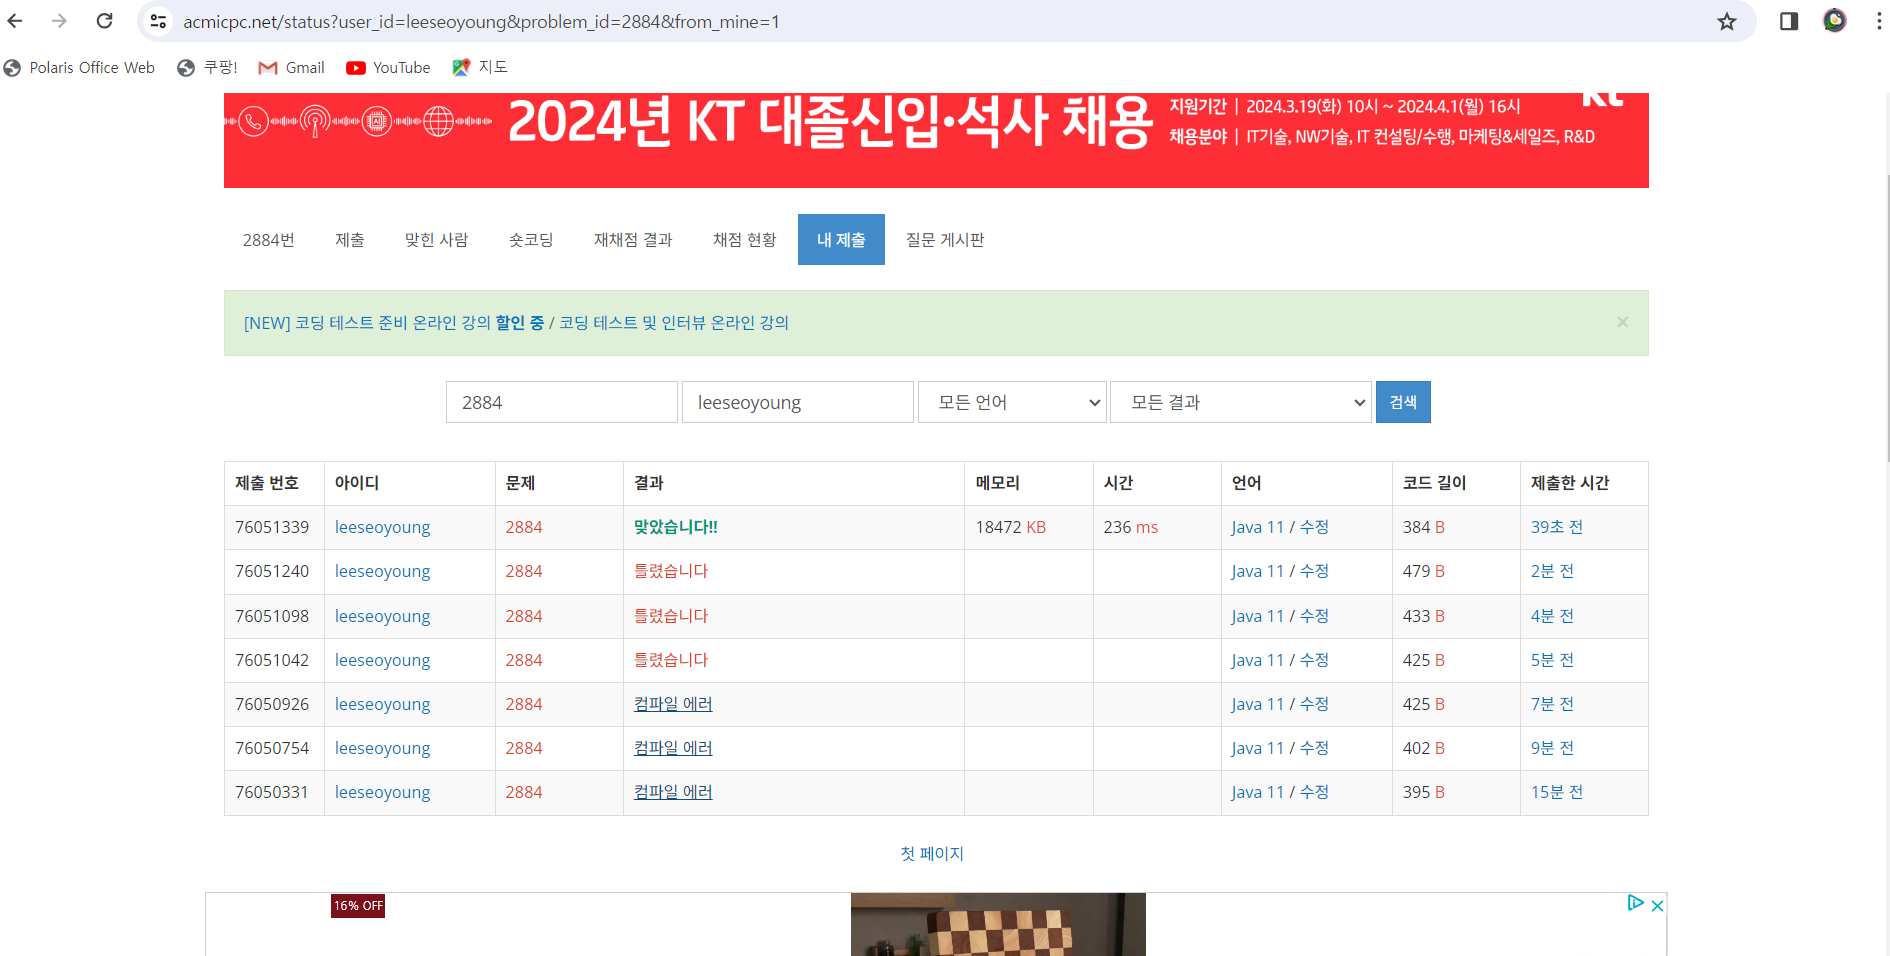 acmicpc.net/status?user_id=leeseoyoung&problem_id=2884&from_mine=1
Polaris Office Web 쿠팡! Gmail YouTube 지도
2024년 KT 대졸신입·석사 채용
지원기간 | 2024.3.19(화) 10시 ~ 2024.4.1(월) 16시
kt
채용분야 | IT기술, NW기술, IT 컨설팅/수행, 마케팅&세일즈, R&D
2884번 제출 맞힌 사람 숏코딩 재채점 결과 채점 현황 내 제출 질문 게시판
[NEW] 코딩 테스트 준비 온라인 강의 할인 중 / 코딩 테스트 및 인터뷰 온라인 강의 ×
2884 leeseoyoung 모든 언어 모든 결과 검색
제출 번호 아이디 문제 결과 메모리 시간 언어 코드 길이 제출한 시간
76051339 leeseoyoung 2884 맞았습니다!! 18472 KB 236 ms Java 11 / 수정 384 B 39초 전
76051240 leeseoyoung 2884 틀렸습니다 Java 11 / 수정 479 B 2분 전
76051098 leeseoyoung 2884 틀렸습니다 Java 11 / 수정 433 B 4분 전
76051042 leeseoyoung 2884 틀렸습니다 Java 11 / 수정 425 B 5분 전
76050926 leeseoyoung 2884 컴파일 에러 Java 11 / 수정 425 B 7분 전
76050754 leeseoyoung 2884 컴파일 에러 Java 11 / 수정 402 B 9분 전
76050331 leeseoyoung 2884 컴파일 에러 Java 11 / 수정 395 B 15분 전
첫 페이지
16% OFF